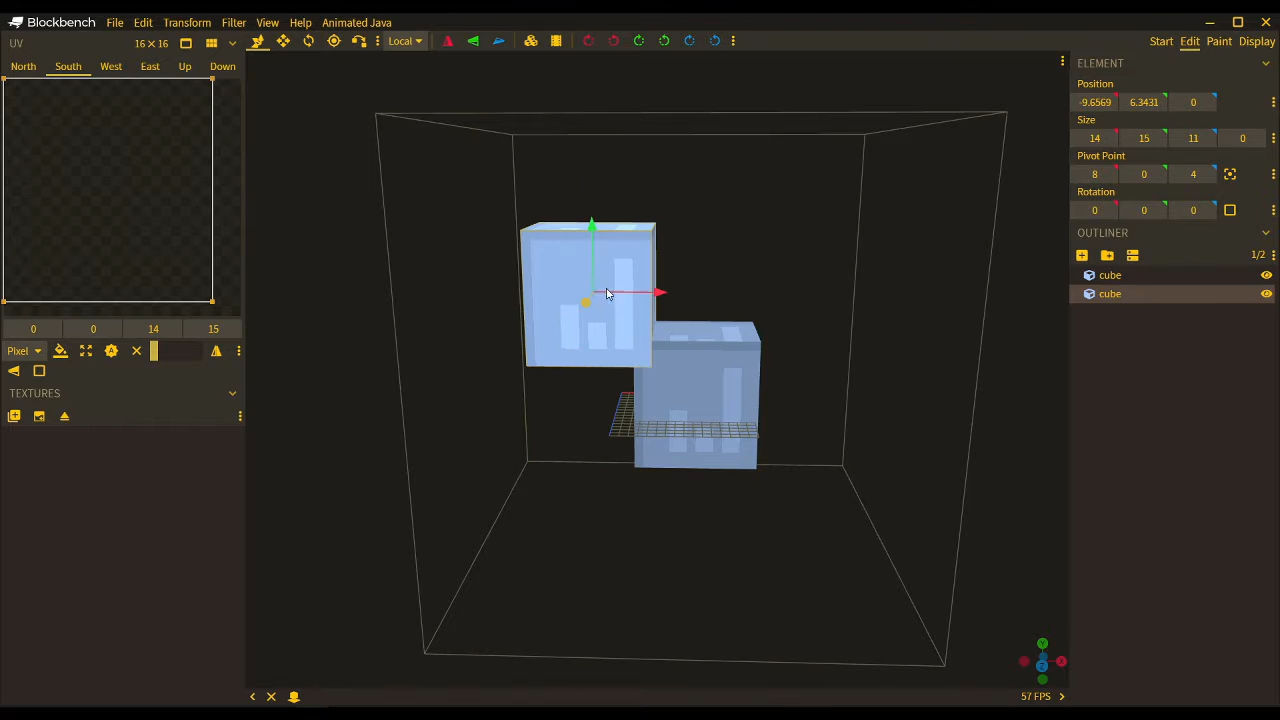 Blockbench File Edit Transform Filter View Help Animated Java
UV 16 × 16 Local Start Edit Paint Display
North South West East Up Down
ELEMENT
Position
-9.6569 6.3431 0
Size
14 15 11 0
Pivot Point
8 0 4
Rotation
0 0 0
OUTLINER
1/2
cube
cube
0 0 14 15
Pixel
TEXTURES
Y
X
Z
57 FPS